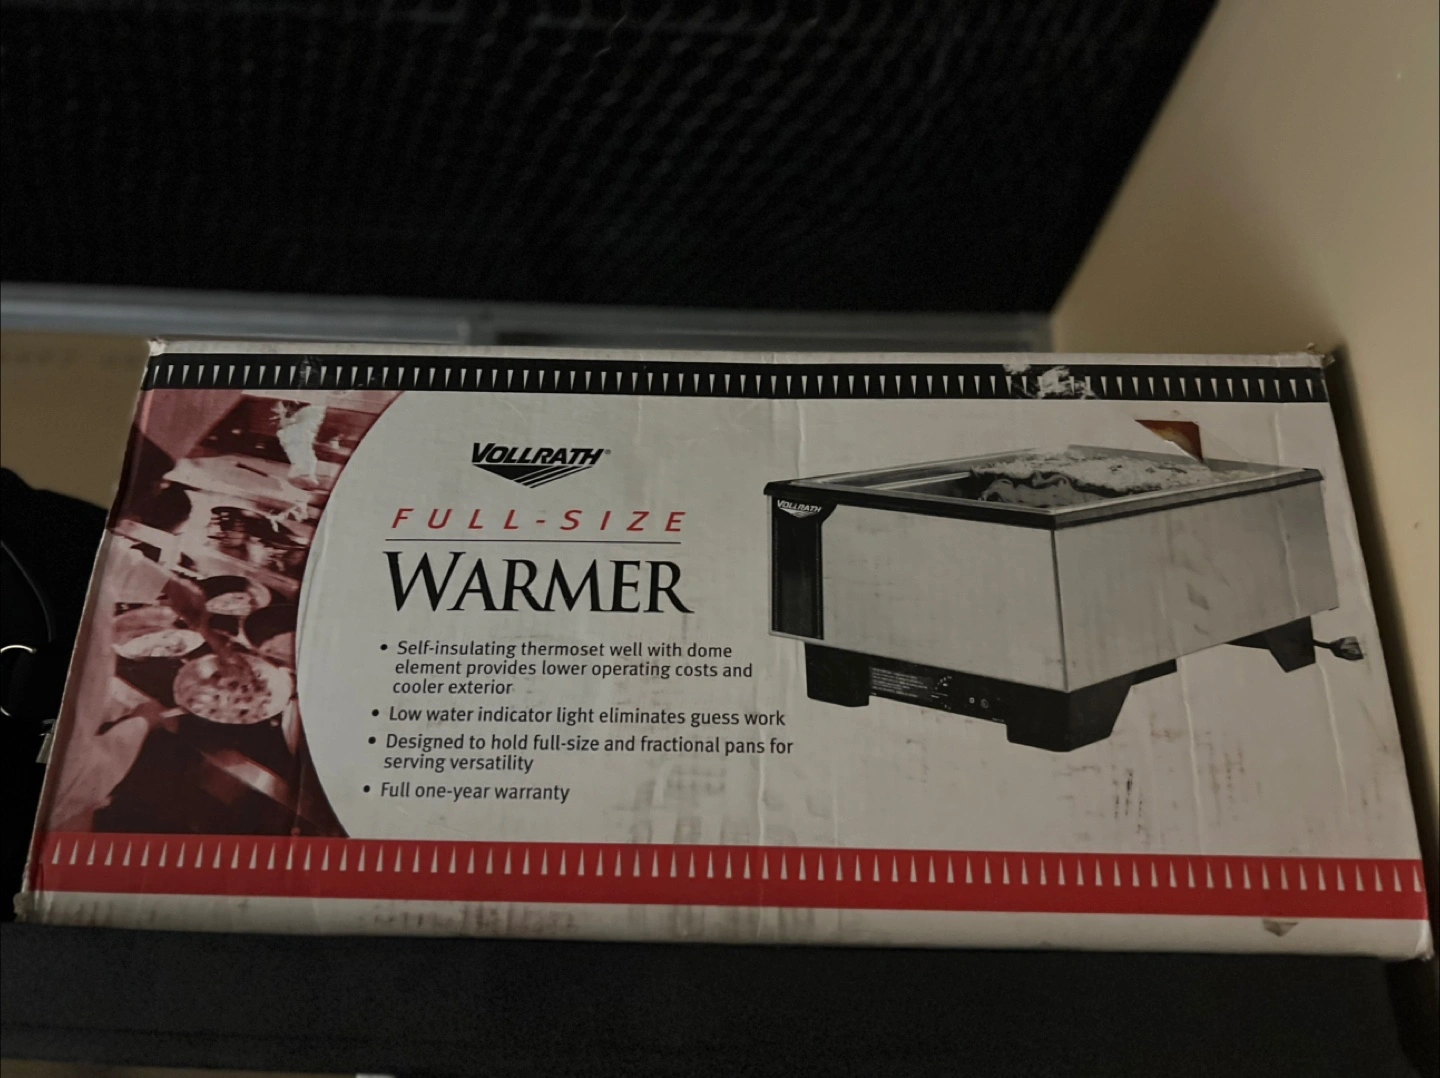 VOLLRATH®
FULL-SIZE
WARMER
• Self-insulating thermoset well with dome
element provides lower operating costs and
cooler exterior
• Low water indicator light eliminates guess work
• Designed to hold full-size and fractional pans for
serving versatility
• Full one-year warranty
VOLLRATH